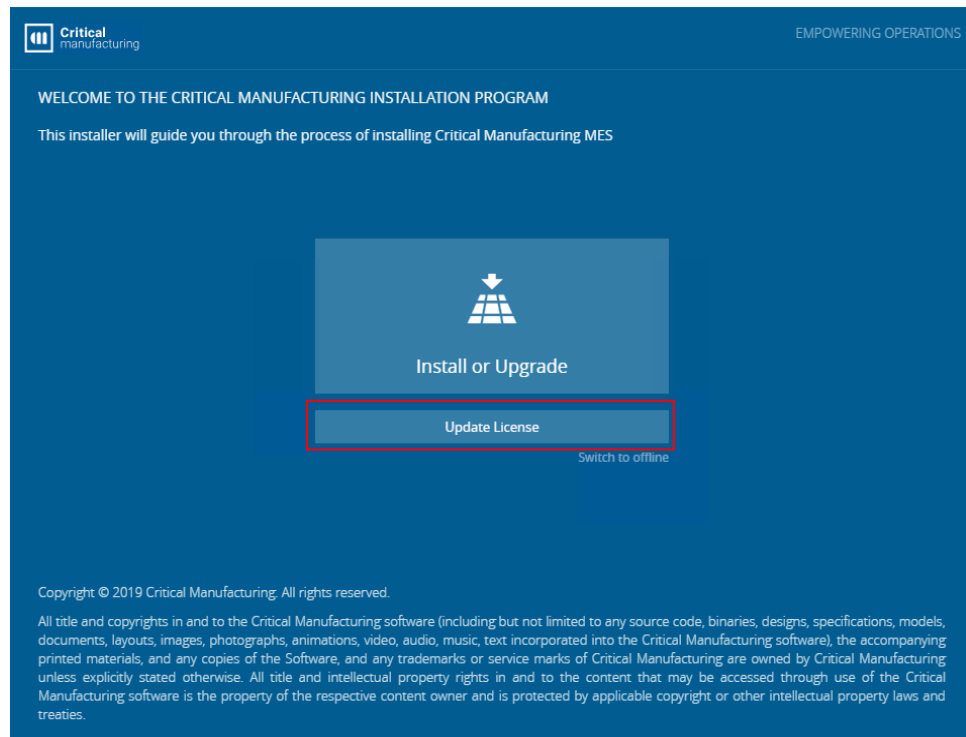 Critical
manufacturing
EMPOWERING OPERATIONS
WELCOME TO THE CRITICAL MANUFACTURING INSTALLATION PROGRAM
This installer will guide you through the process of installing Critical Manufacturing MES
Install or Upgrade
Update License
Switch to offline
Copyright © 2019 Critical Manufacturing. All rights reserved.
All title and copyrights in and to the Critical Manufacturing software (including but not limited to any source code, binaries, designs, specifications, models,
documents, layouts, images, photographs, animations, video, audio, music, text incorporated into the Critical Manufacturing software), the accompanying
printed materials, and any copies of the Software, and any trademarks or service marks of Critical Manufacturing are owned by Critical Manufacturing
unless explicitly stated otherwise. All title and intellectual property rights in and to the content that may be accessed through use of the Critical
Manufacturing software is the property of the respective content owner and is protected by applicable copyright or other intellectual property laws and
treaties.